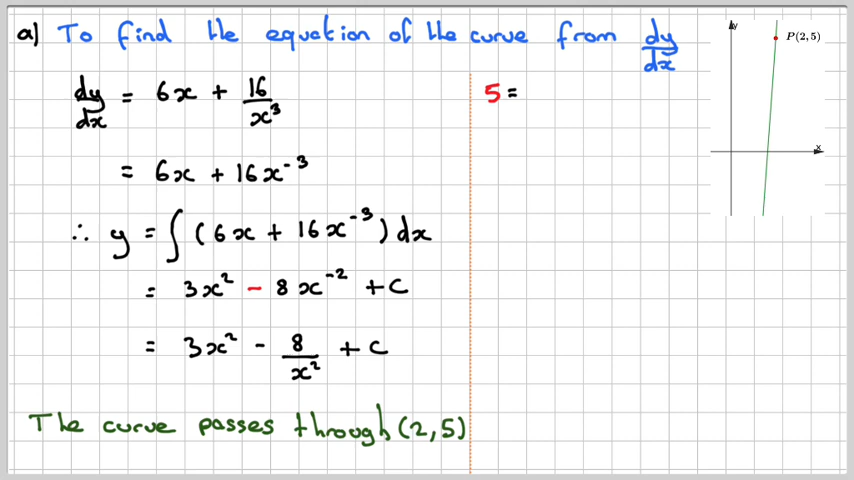 a) To find the equation of the curve from dy/dx
dy/dx = 6x + 16/x³
= 6x + 16x⁻³
∴ y = ∫ (6x + 16x⁻³) dx
= 3x² - 8x⁻² + c
= 3x² - 8/x² + c
The curve passes through (2,5)
5 =
y
P(2,5)
x